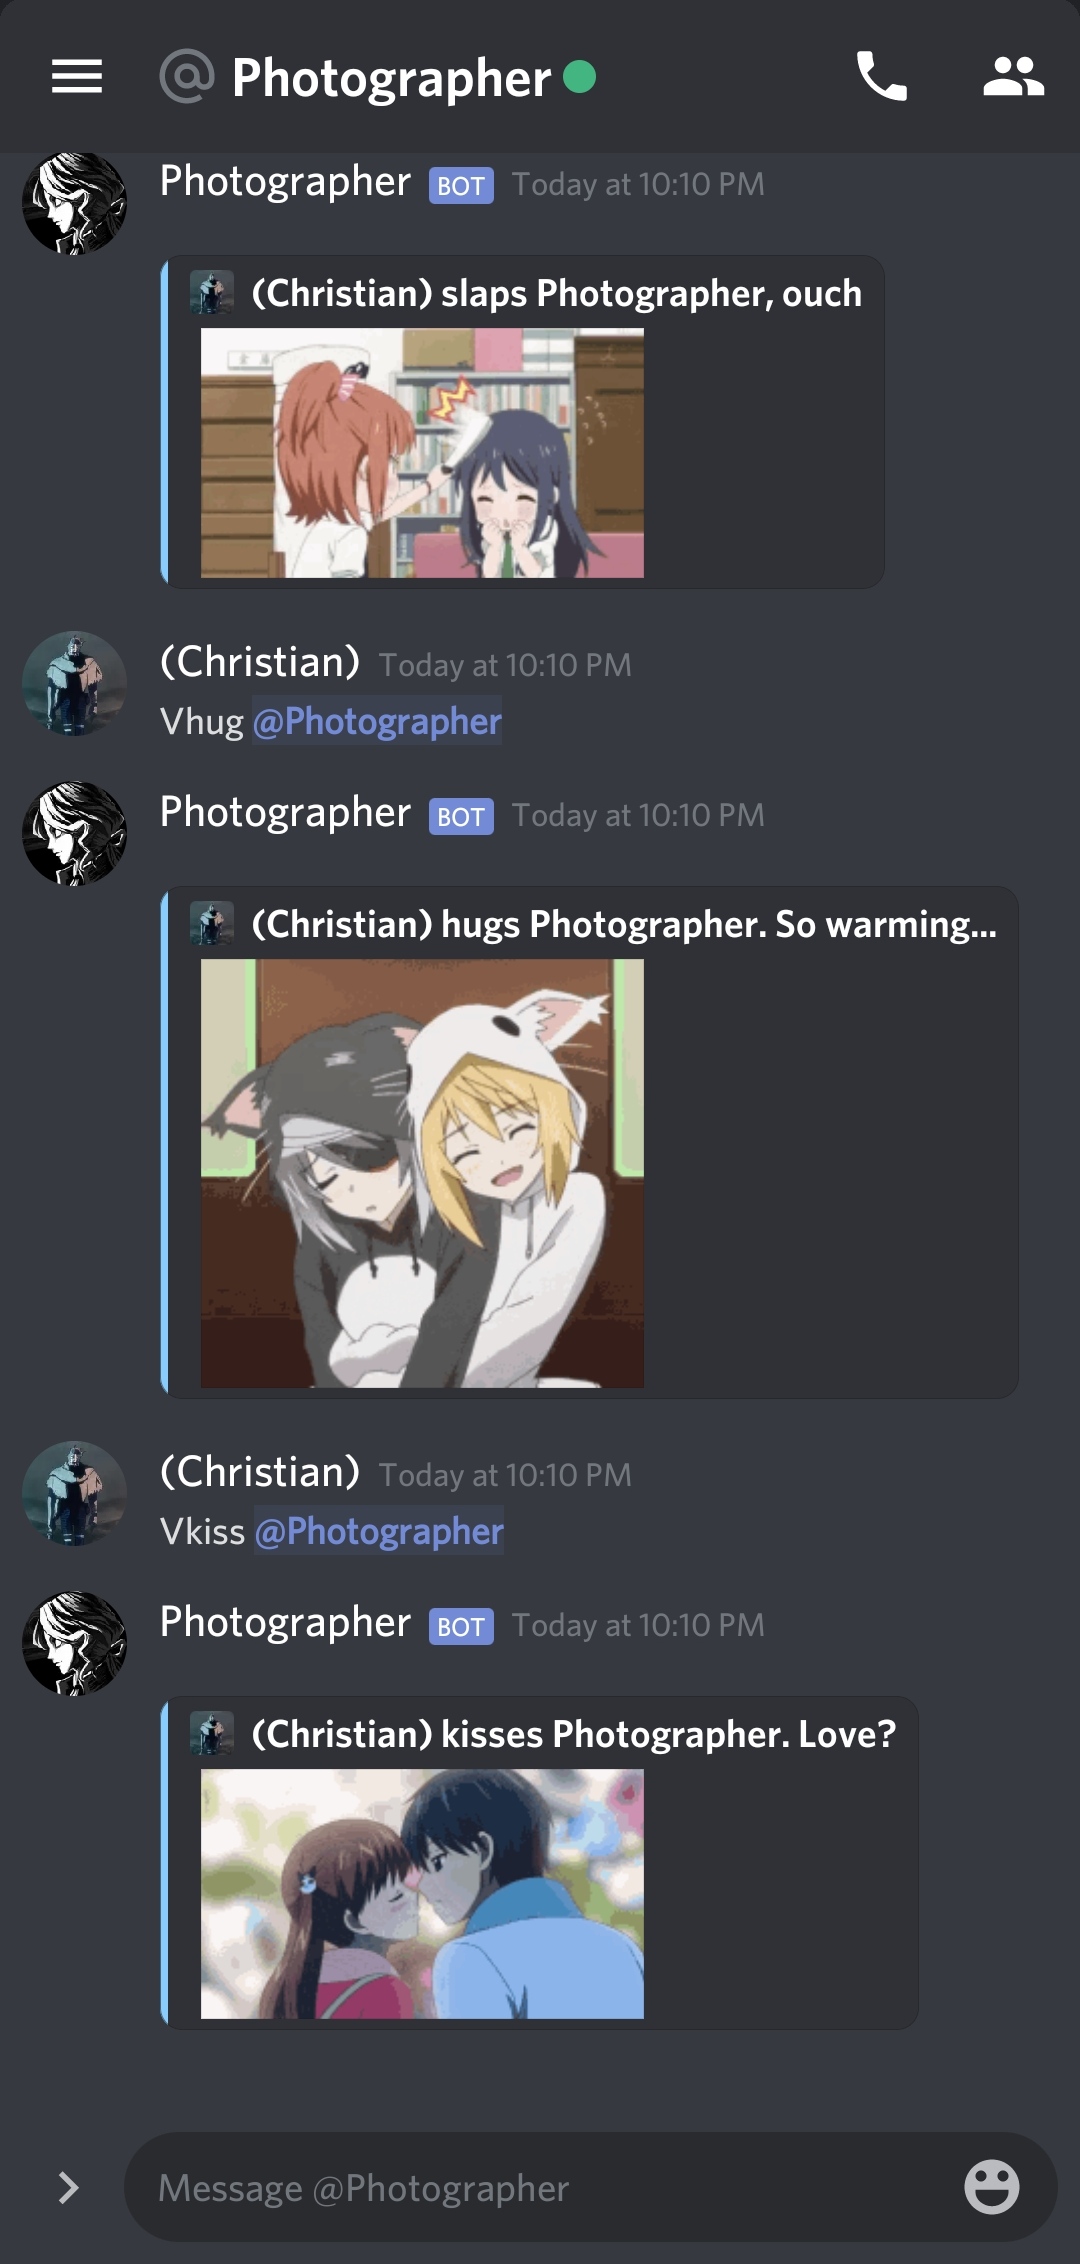 @ Photographer
Photographer BOT Today at 10:10 PM
(Christian) slaps Photographer, ouch
(Christian) Today at 10:10 PM
Vhug @Photographer
Photographer BOT Today at 10:10 PM
(Christian) hugs Photographer. So warming...
(Christian) Today at 10:10 PM
Vkiss @Photographer
Photographer BOT Today at 10:10 PM
(Christian) kisses Photographer. Love?
Message @Photographer